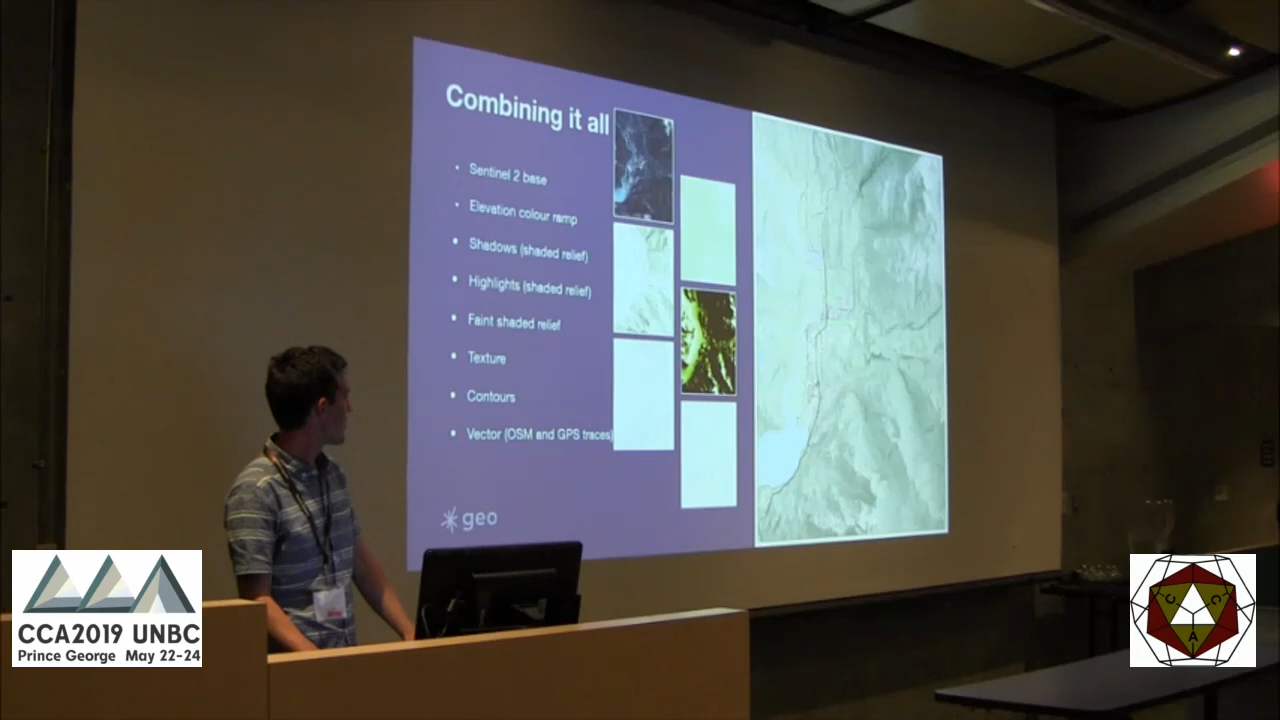 Combining it all
Sentinel 2 base
Elevation colour ramp
Shadows (shaded relief)
Highlights (shaded relief)
Faint shaded relief
Texture
Contours
Vector (OSM and GPS traces)
geo
CCA2019 UNBC
Prince George May 22-24
C C
A